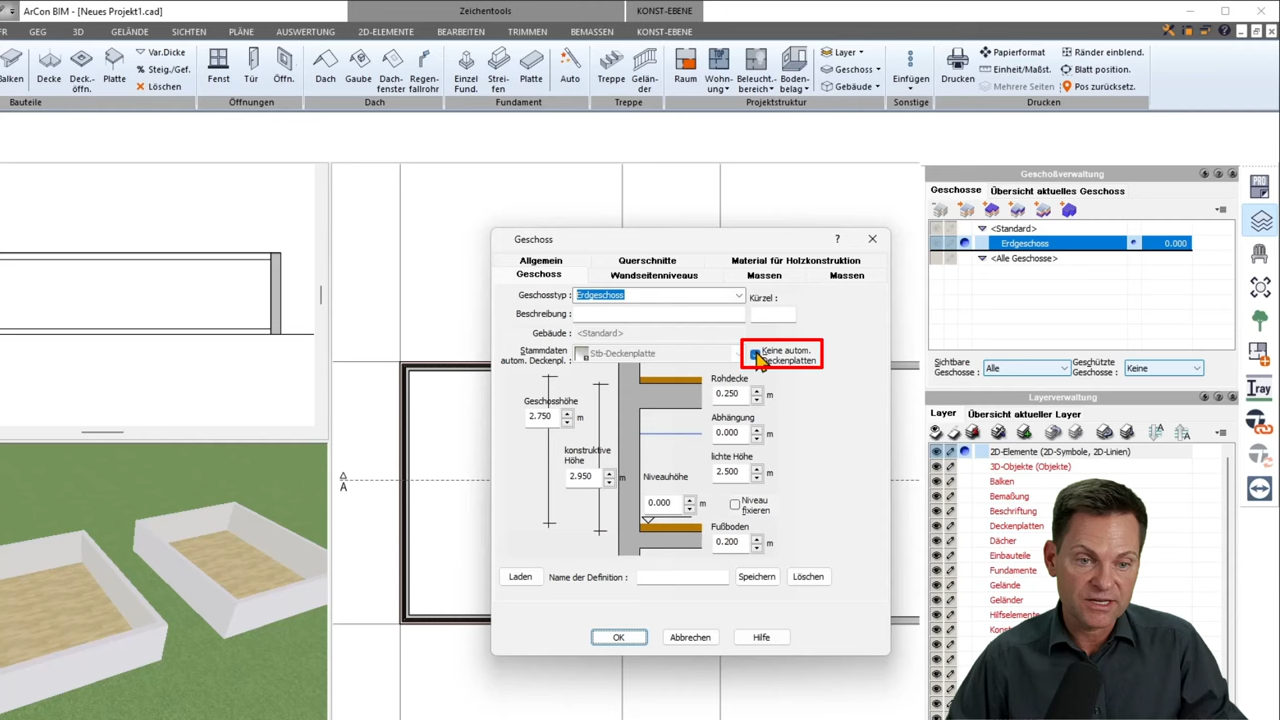 ArCon BIM - [Neues Projekt1.cad]
Zeichentools
KONST-EBENE
FR GEG 3D GELÄNDE SICHTEN PLÄNE AUSWERTUNG 2D-ELEMENTE BEARBEITEN TRIMMEN BEMASSEN KONST-EBENE
Balken
Decke
Deck.-
öffn.
Platte
Var.Dicke
Steig./Gef.
Löschen
Bauteile
Fenst
Tür
Öffn.
Öffnungen
Dach
Gaube
Dach-
fenster
Regen-
fallrohr
Dach
Einzel
Fund.
Strei-
fen
Platte
Auto
Fundament
Treppe
Gelän-
der
Treppe
Raum
Wohn-
ung
Beleucht.-
bereich
Boden-
belag
Layer
Geschoss
Gebäude
Projektstruktur
Einfügen
Sonstige
Drucken
Papierformat
Einheit/Maßst.
Mehrere Seiten
Ränder einblend.
Blatt position.
Pos zurücksetz.
Drucken
A
A
Geschoss
Allgemein Querschnitte Material für Holzkonstruktion
Geschoss Wandseitenniveaus Massen Massen
Geschosstyp : Erdgeschoss
Kürzel :
Beschreibung :
Gebäude : <Standard>
Stammdaten
autom. Deckenpl. :
Stb-Deckenplatte
Keine autom.
Deckenplatten
Geschosshöhe
2.750 m
konstruktive
Höhe
2.950 m
Rohdecke
0.250 m
Abhängung
0.000 m
lichte Höhe
2.500 m
Niveauhöhe
0.000 m
Niveau
fixieren
Fußboden
0.200 m
Laden
Name der Definition :
Speichern
Löschen
OK
Abbrechen
Hilfe
Geschoßverwaltung
Geschosse Übersicht aktuelles Geschoss
<Standard>
Erdgeschoss 0.000
<Alle Geschosse>
Sichtbare
Geschosse :
Alle
Geschützte
Geschosse :
Keine
Layerverwaltung
Layer Übersicht aktueller Layer
2D-Elemente (2D-Symbole, 2D-Linien)
3D-Objekte (Objekte)
Balken
Bemaßung
Beschriftung
Deckenplatten
Dächer
Einbauteile
Fundamente
Gelände
Geländer
Hilfselemente
PRO